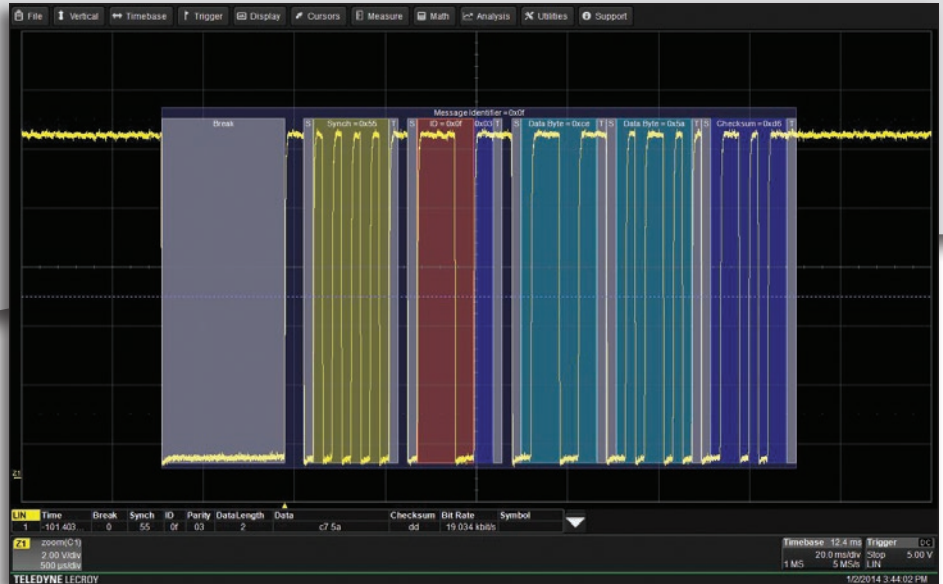 File Vertical Timebase Trigger Display Cursors Measure Math Analysis Utilities Support
Message Identifier = 0x0f
Break S Synch = 0x55 T S ID = 0x0f 0x03 T S Data Byte = 0xce T S Data Byte = 0x5a T S Checksum = 0xd6 T
Z1
LIN Time Break Synch ID Parity DataLength Data Checksum Bit Rate Symbol
1 -101.403... 0 55 0f 03 2 c7 5a dd 19.034 kbit/s
Z1 zoom(C1)
2.00 V/div
500 µs/div
Timebase 12.4 ms Trigger DC
20.0 ms/div Stop 5.00 V
1 MS 5 MS/s LIN
TELEDYNE LECROY 1/2/2014 3:44:02 PM